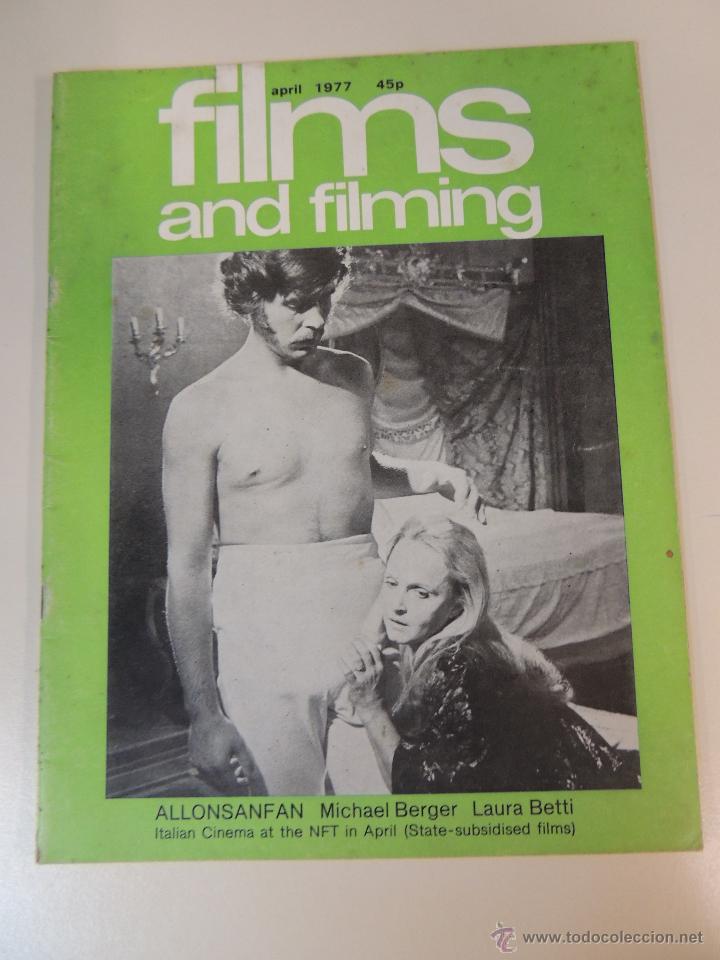 april 1977 45p
films
and filming
ALLONSANFAN Michael Berger Laura Betti
Italian Cinema at the NFT in April (State-subsidised films)
© www.todocoleccion.net